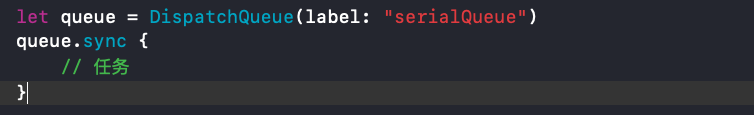 let queue = DispatchQueue(label: "serialQueue")
queue.sync {
    // 任务
}